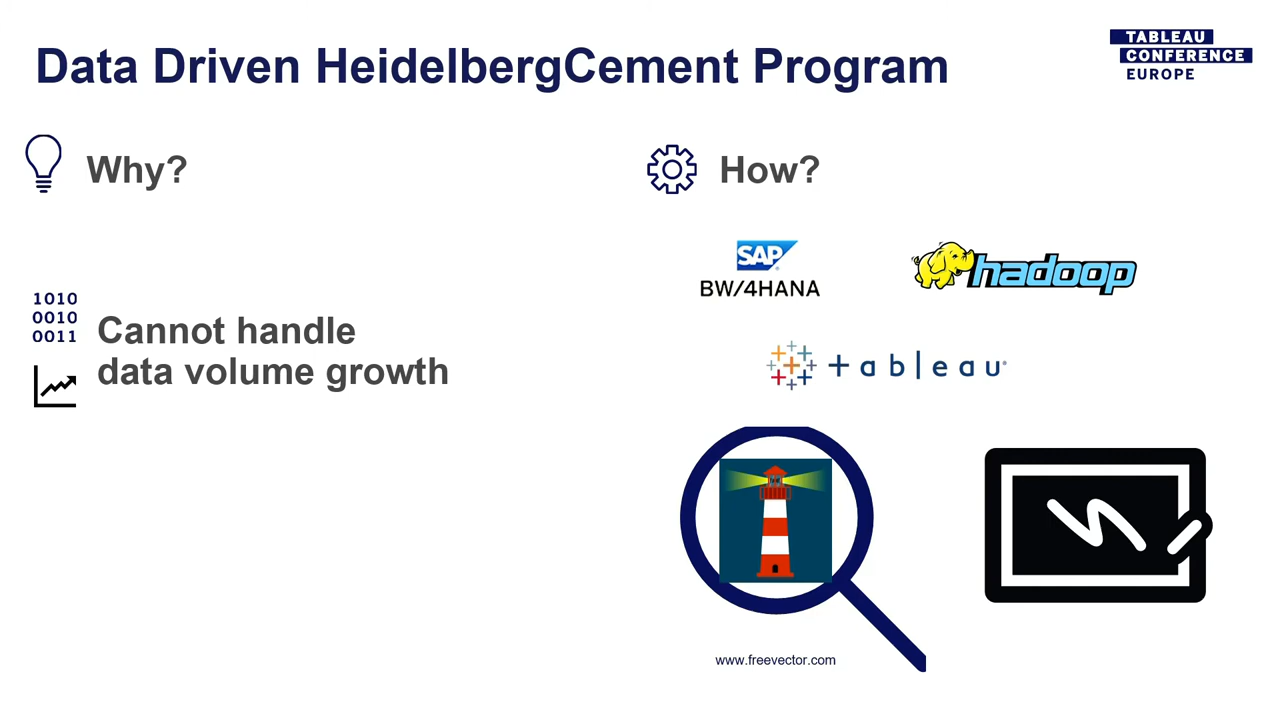 Data Driven HeidelbergCement Program
TABLEAU
CONFERENCE
EUROPE
Why?
1010
0010
0011
Cannot handle
data volume growth
How?
SAP
BW/4HANA
hadoop
+ a b l e a u
www.freevector.com